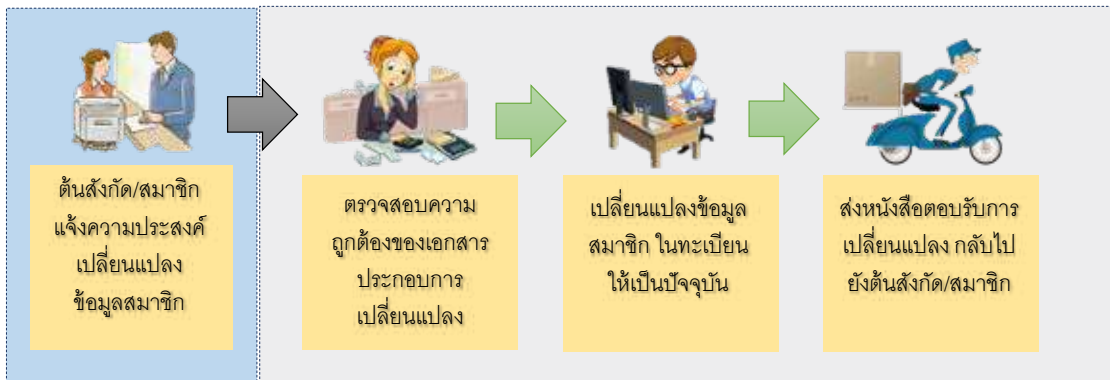 ต้นสังกัด/สมาชิก
แจ้งความประสงค์
เปลี่ยนแปลง
ข้อมูลสมาชิก
ตรวจสอบความ
ถูกต้องของเอกสาร
ประกอบการ
เปลี่ยนแปลง
เปลี่ยนแปลงข้อมูล
สมาชิก ในทะเบียน
ให้เป็นปัจจุบัน
ส่งหนังสือตอบรับการ
เปลี่ยนแปลง กลับไป
ยังต้นสังกัด/สมาชิก